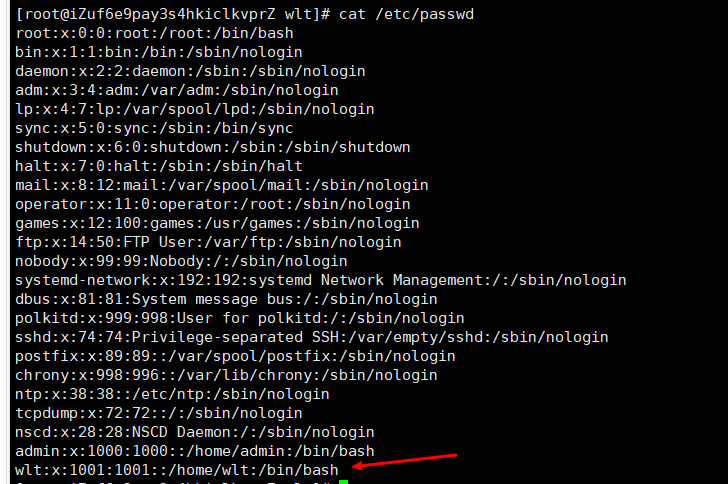 [root@iZuf6e9pay3s4hkiclkvprZ wlt]# cat /etc/passwd
root:x:0:0:root:/root:/bin/bash
bin:x:1:1:bin:/bin:/sbin/nologin
daemon:x:2:2:daemon:/sbin:/sbin/nologin
adm:x:3:4:adm:/var/adm:/sbin/nologin
lp:x:4:7:lp:/var/spool/lpd:/sbin/nologin
sync:x:5:0:sync:/sbin:/bin/sync
shutdown:x:6:0:shutdown:/sbin:/sbin/shutdown
halt:x:7:0:halt:/sbin:/sbin/halt
mail:x:8:12:mail:/var/spool/mail:/sbin/nologin
operator:x:11:0:operator:/root:/sbin/nologin
games:x:12:100:games:/usr/games:/sbin/nologin
ftp:x:14:50:FTP User:/var/ftp:/sbin/nologin
nobody:x:99:99:Nobody:/:/sbin/nologin
systemd-network:x:192:192:systemd Network Management:/:/sbin/nologin
dbus:x:81:81:System message bus:/:/sbin/nologin
polkitd:x:999:998:User for polkitd:/:/sbin/nologin
sshd:x:74:74:Privilege-separated SSH:/var/empty/sshd:/sbin/nologin
postfix:x:89:89::/var/spool/postfix:/sbin/nologin
chrony:x:998:996::/var/lib/chrony:/sbin/nologin
ntp:x:38:38::/etc/ntp:/sbin/nologin
tcpdump:x:72:72::/:/sbin/nologin
nscd:x:28:28:NSCD Daemon:/:/sbin/nologin
admin:x:1000:1000::/home/admin:/bin/bash
wlt:x:1001:1001::/home/wlt:/bin/bash